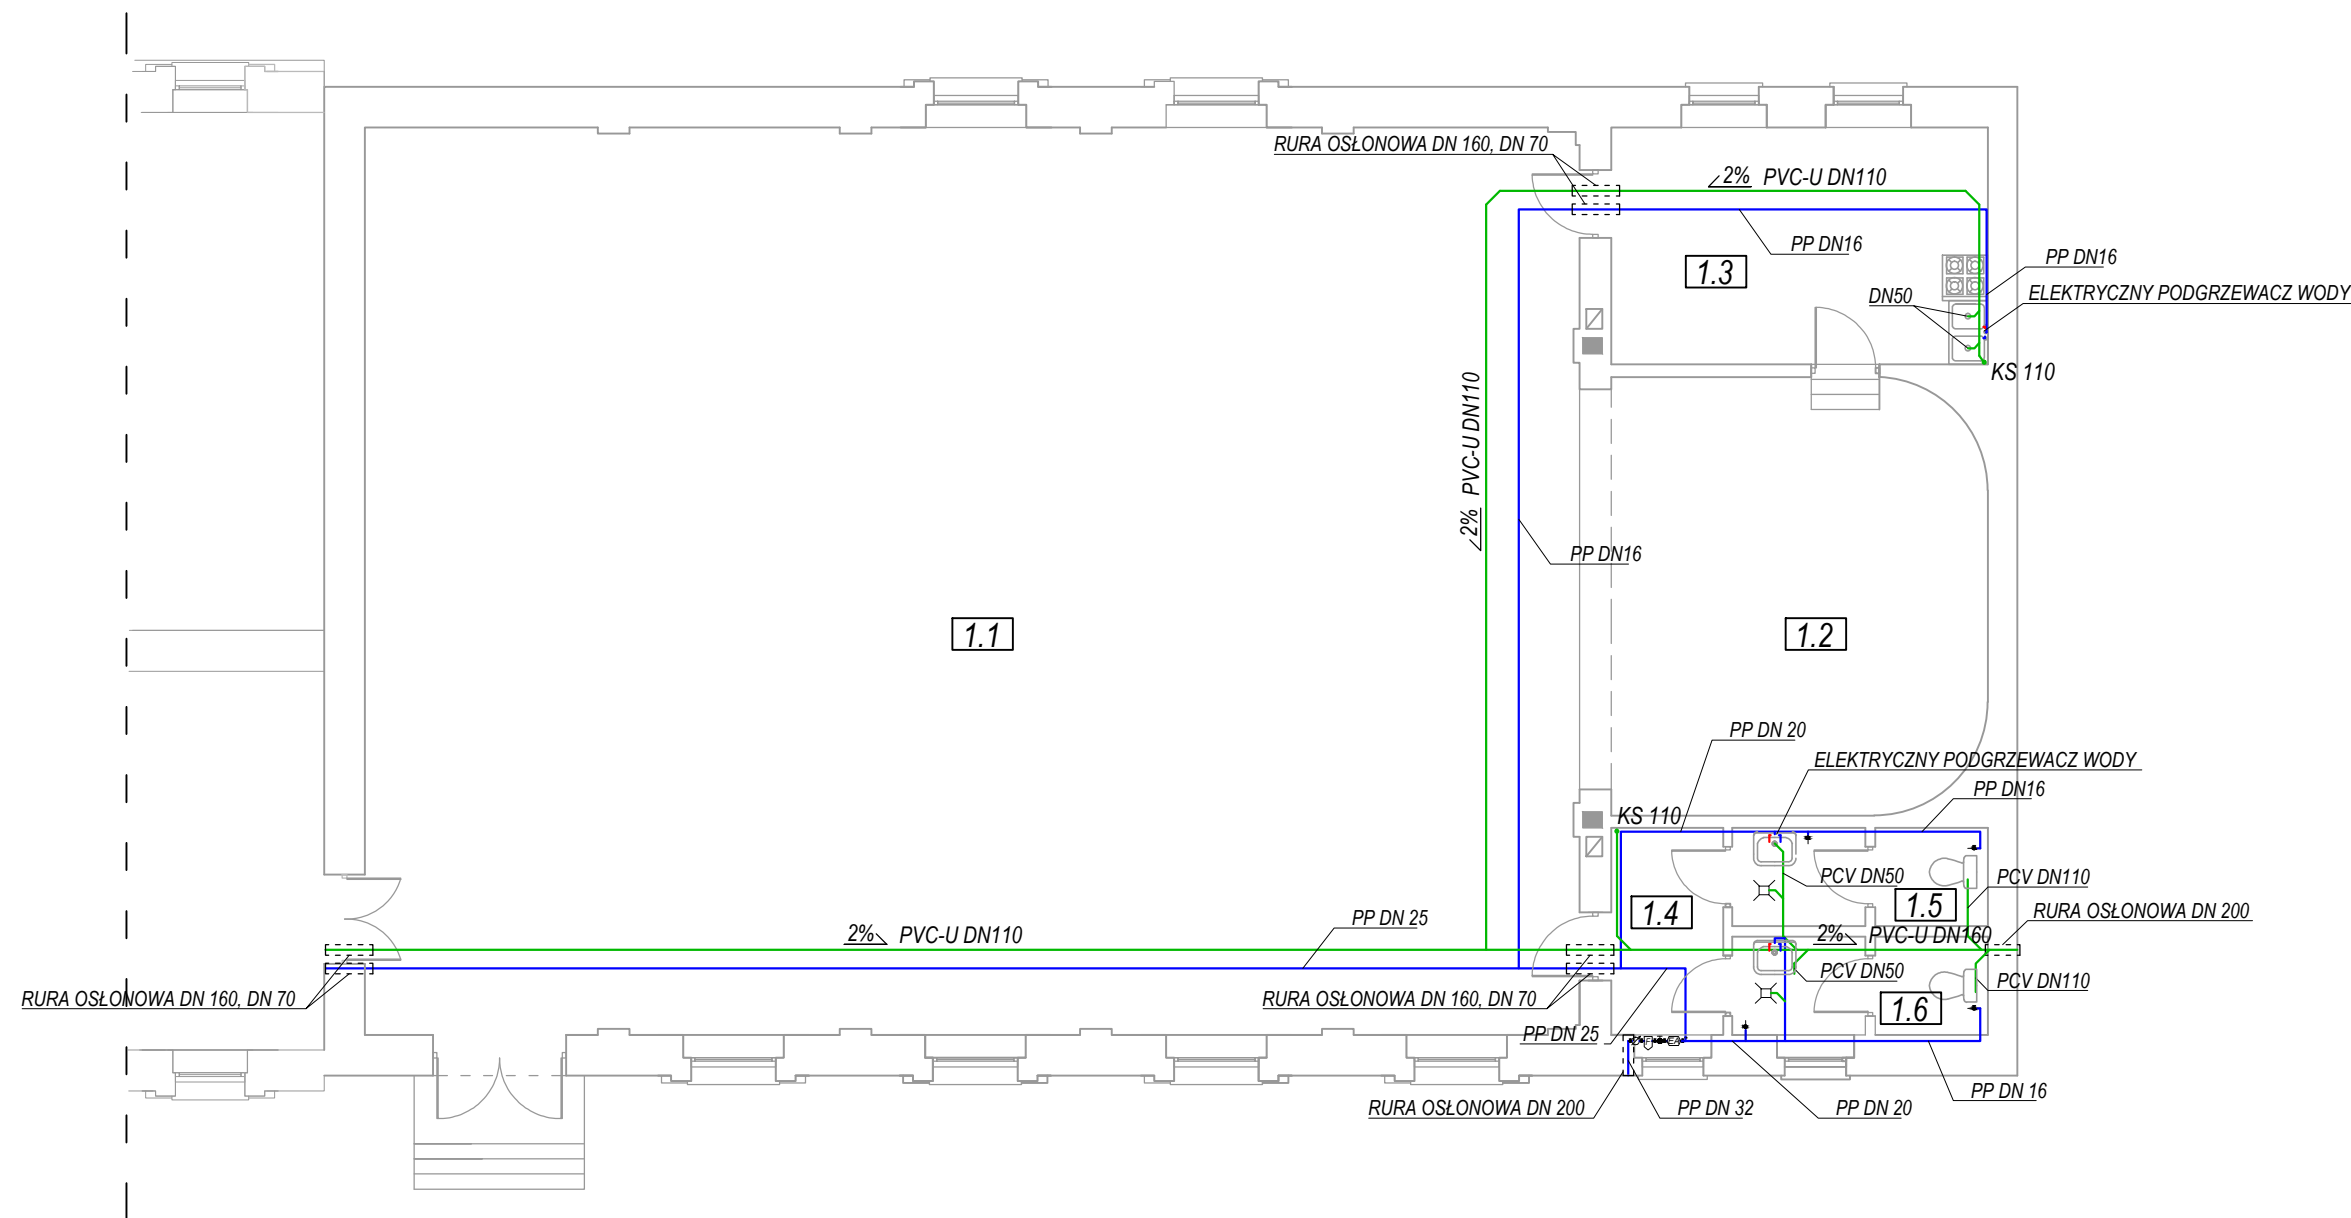 RURA OSŁONOWA DN 160, DN 70
2% PVC-U DN110
PP DN16
1.3
PP DN16
DN50
ELEKTRYCZNY PODGRZEWACZ WODY
KS 110
2% PVC-U DN110
PP DN16
1.1
1.2
PP DN 20
ELEKTRYCZNY PODGRZEWACZ WODY
PP DN16
KS 110
PCV DN50
PCV DN110
1.5
1.4
RURA OSŁONOWA DN 200
PP DN 25
2% PVC-U DN110
2% PVC-U DN160
PCV DN50
PCV DN110
RURA OSŁONOWA DN 160, DN 70
RURA OSŁONOWA DN 160, DN 70
1.6
PP DN 25
F
EA
PP DN 16
RURA OSŁONOWA DN 200
PP DN 32
PP DN 20